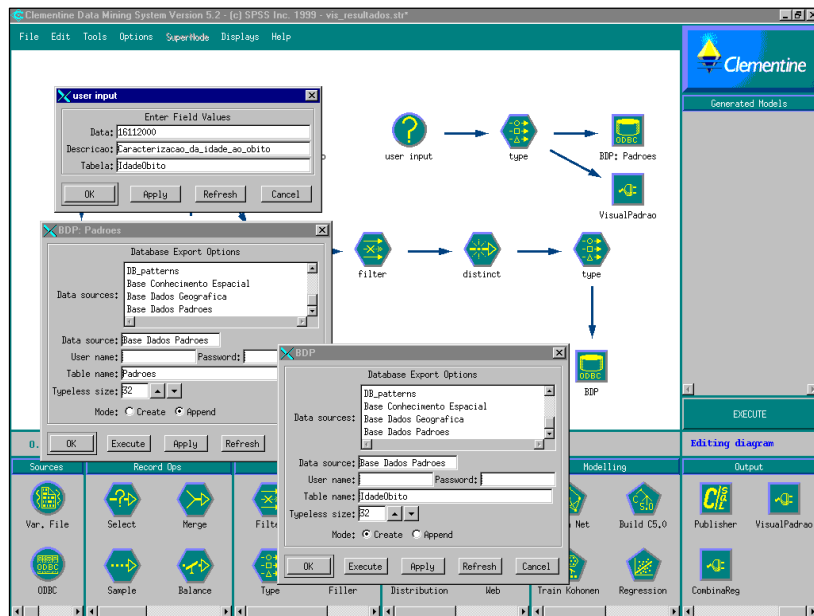 Clementine Data Mining System Version 5.2 - (c) SPSS Inc. 1999 - vis_resultados.str*
File Edit Tools Options SuperNode Displays Help
Clementine
Generated Models
user input
Enter Field Values
Data: 16112000
Descricao: Caracterizacao_da_idade_ao_obito
Tabela: IdadeObito
OK Apply Refresh Cancel
user input
type
ODBC
BDP: Padroes
VisualPadrao
filter
distinct
type
ODBC
BDP
BDP: Padroes
Database Export Options
Data sources:
DB_patterns
Base Conhecimento Espacial
Base Dados Geografica
Base Dados Padroes
Data source: Base Dados Padroes
User name: Password:
Table name: Padroes
Typeless size: 32
Mode: Create Append
OK Execute Apply Refresh
BDP
Database Export Options
Data sources:
DB_patterns
Base Conhecimento Espacial
Base Dados Geografica
Base Dados Padroes
Data source: Base Dados Padroes
User name: Password:
Table name: IdadeObito
Typeless size: 32
Mode: Create Append
OK Execute Apply Refresh Cancel
EXECUTE
0.
Editing diagram
Sources Record Ops Modelling Output
Var. File Select Merge Filte Net Build C5.0 Publisher VisualPadrao
ODBC Sample Balance Type Filler Distribution Web Train Kohonen Regression CombinaReg